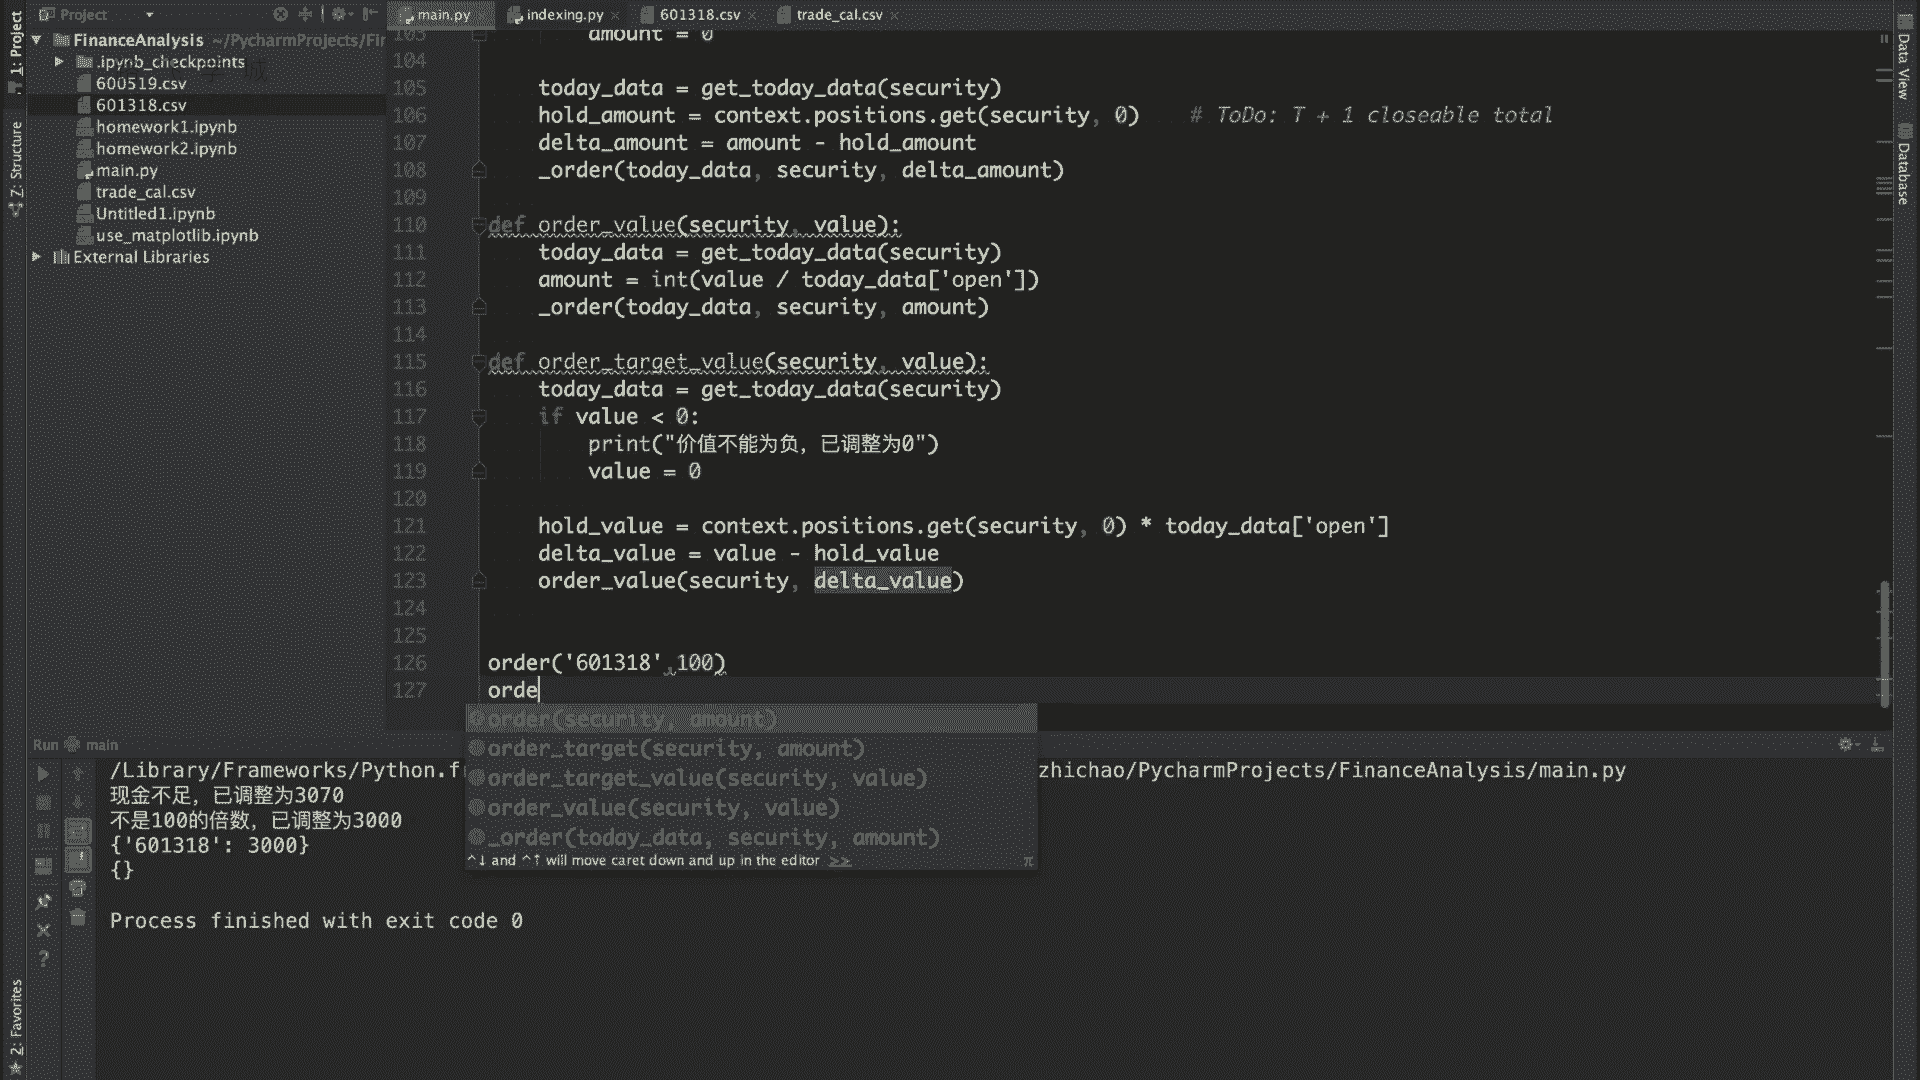 Project
main.py
indexing.py
601318.csv
trade_cal.csv
1: Project
7: Structure
2: Favorites
FinanceAnalysis ~/PycharmProjects/Fir
.ipynb_checkpoints
600519.csv
601318.csv
homework1.ipynb
homework2.ipynb
main.py
trade_cal.csv
Untitled1.ipynb
use_matplotlib.ipynb
External Libraries
103 amount = 0
104
105 today_data = get_today_data(security)
106 hold_amount = context.positions.get(security, 0) # ToDo: T + 1 closeable total
107 delta_amount = amount - hold_amount
108 _order(today_data, security, delta_amount)
109
110 def order_value(security, value):
111 today_data = get_today_data(security)
112 amount = int(value / today_data['open'])
113 _order(today_data, security, amount)
114
115 def order_target_value(security, value):
116 today_data = get_today_data(security)
117 if value < 0:
118 print("价值不能为负，已调整为0")
119 value = 0
120
121 hold_value = context.positions.get(security, 0) * today_data['open']
122 delta_value = value - hold_value
123 order_value(security, delta_value)
124
125
126 order('601318',100)
127 orde
order(security, amount)
order_target(security, amount)
order_target_value(security, value)
order_value(security, value)
_order(today_data, security, amount)
^↓ and ^↑ will move caret down and up in the editor >> π
Data View
Database
Run main
/Library/Frameworks/Python.fr zhichao/PycharmProjects/FinanceAnalysis/main.py
现金不足，已调整为3070
不是100的倍数，已调整为3000
{'601318': 3000}
{}
Process finished with exit code 0